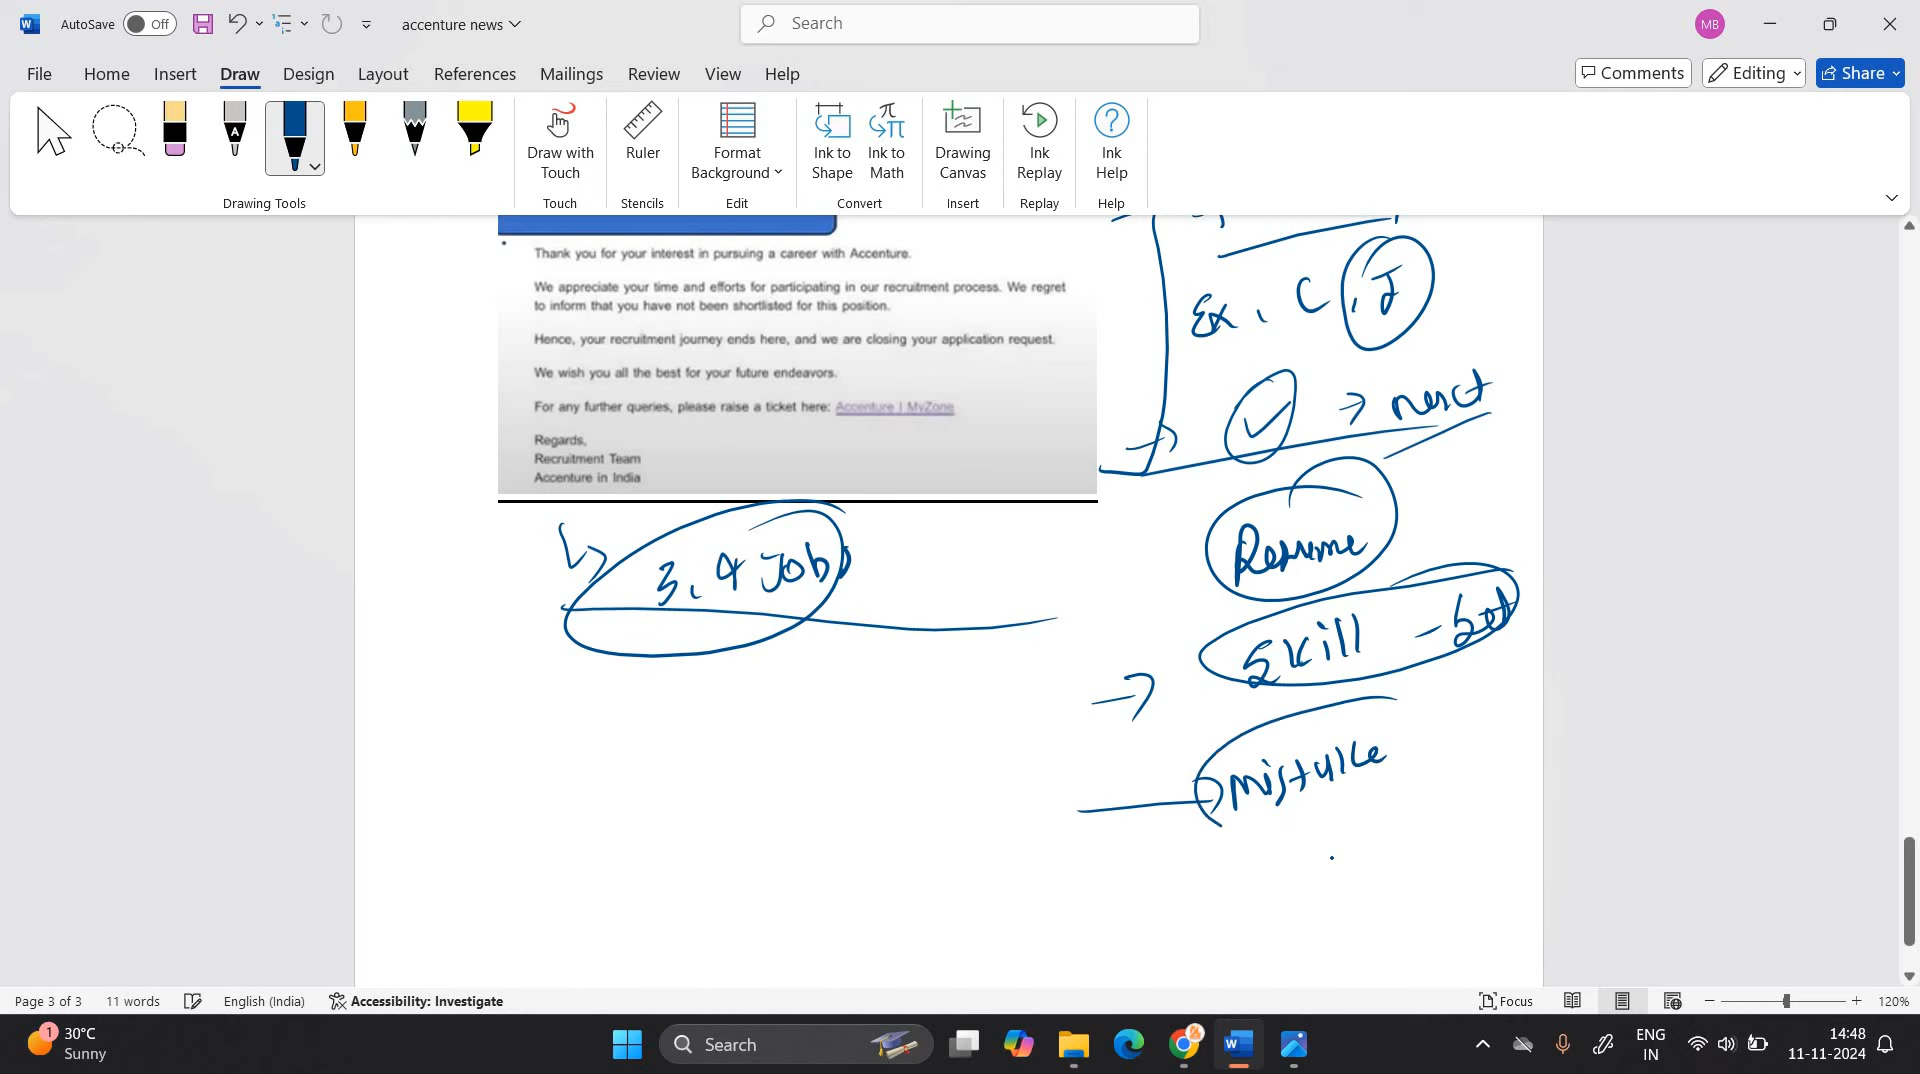 AutoSave Off accenture news Search MB
File Home Insert Draw Design Layout References Mailings Review View Help Comments Editing Share
A
Draw with Touch Ruler Format Background Ink to Shape Ink to Math Drawing Canvas Ink Replay Ink Help
Drawing Tools Touch Stencils Edit Convert Insert Replay Help
Thank you for your interest in pursuing a career with Accenture.
We appreciate your time and efforts for participating in our recruitment process. We regret
to inform that you have not been shortlisted for this position.
Hence, your recruitment journey ends here, and we are closing your application request.
We wish you all the best for your future endeavors.
For any further queries, please raise a ticket here: Accenture | MyZone
Regards,
Recruitment Team
Accenture in India
Ex, C, J
→ ✓ → next
Resume
3, 4 Job
Skill - Set
→
mistake
Page 3 of 3 11 words English (India) Accessibility: Investigate Focus 120%
1 30°C
Sunny
Search
ENG
IN
14:48
11-11-2024